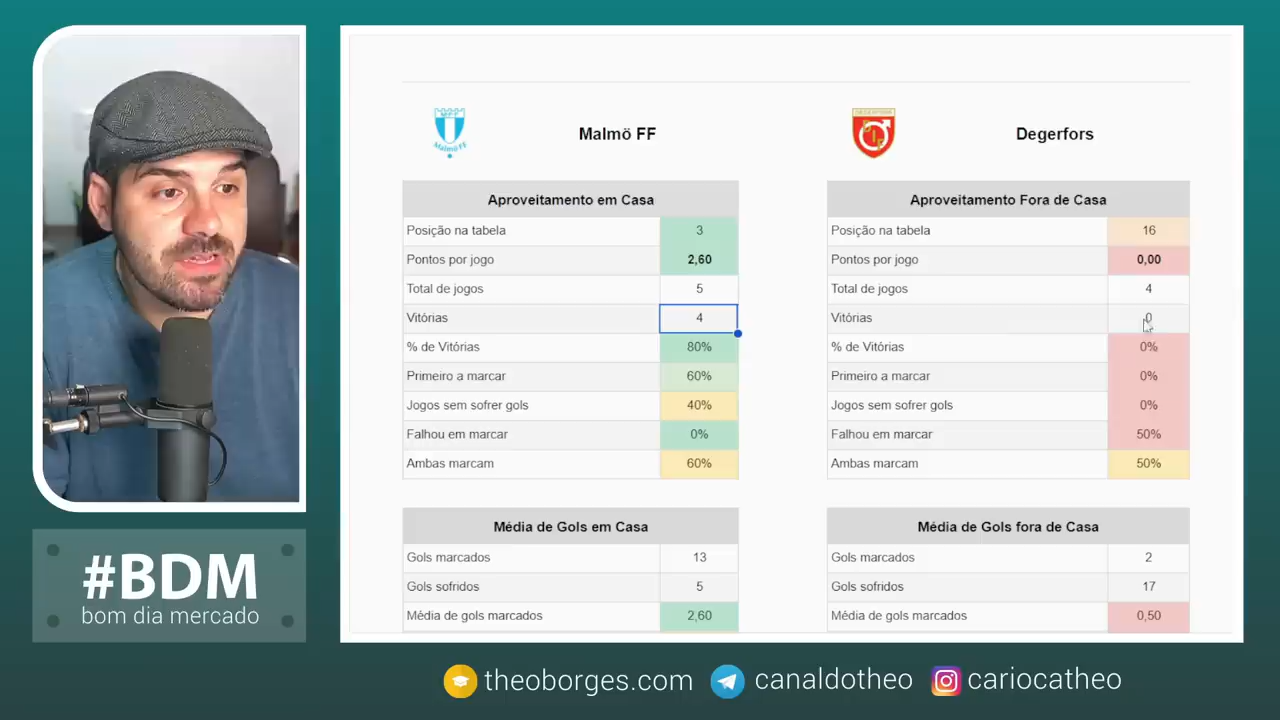 Malmö FF
Degerfors
Aproveitamento em Casa
Posição na tabela 3
Pontos por jogo 2,60
Total de jogos 5
Vitórias 4
% de Vitórias 80%
Primeiro a marcar 60%
Jogos sem sofrer gols 40%
Falhou em marcar 0%
Ambas marcam 60%
Aproveitamento Fora de Casa
Posição na tabela 16
Pontos por jogo 0,00
Total de jogos 4
Vitórias 0
% de Vitórias 0%
Primeiro a marcar 0%
Jogos sem sofrer gols 0%
Falhou em marcar 50%
Ambas marcam 50%
Média de Gols em Casa
Gols marcados 13
Gols sofridos 5
Média de gols marcados 2,60
Média de Gols fora de Casa
Gols marcados 2
Gols sofridos 17
Média de gols marcados 0,50
#BDM
bom dia mercado
theoborges.com canaldotheo cariocatheo